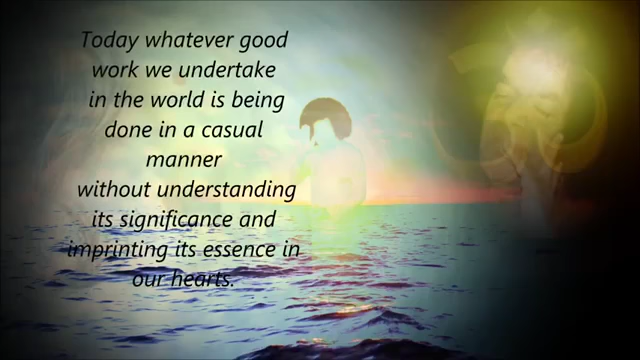 Today whatever good
work we undertake
in the world is being
done in a casual
manner
without understanding
its significance and
imprinting its essence in
our hearts.